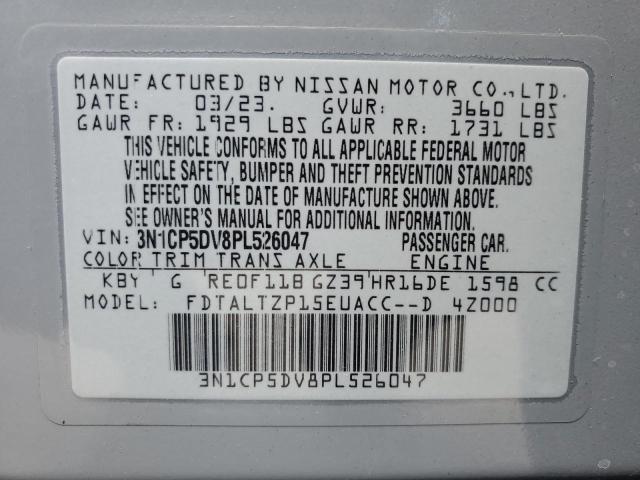 MANUFACTURED BY NISSAN MOTOR CO., LTD.
DATE: 03/23. GVWR: 3660 LBS
GAWR FR: 1929 LBS GAWR RR: 1731 LBS
THIS VEHICLE CONFORMS TO ALL APPLICABLE FEDERAL MOTOR
VEHICLE SAFETY, BUMPER AND THEFT PREVENTION STANDARDS
IN EFFECT ON THE DATE OF MANUFACTURE SHOWN ABOVE.
SEE OWNER'S MANUAL FOR ADDITIONAL INFORMATION.
VIN: 3N1CP5DV8PL526047 PASSENGER CAR.
COLOR TRIM TRANS AXLE ENGINE
KBY G RE0F11B GZ39 HR16DE 1598 CC
MODEL: FDTALTZP15EUACC--D 4Z000
3N1CP5DV8PL526047